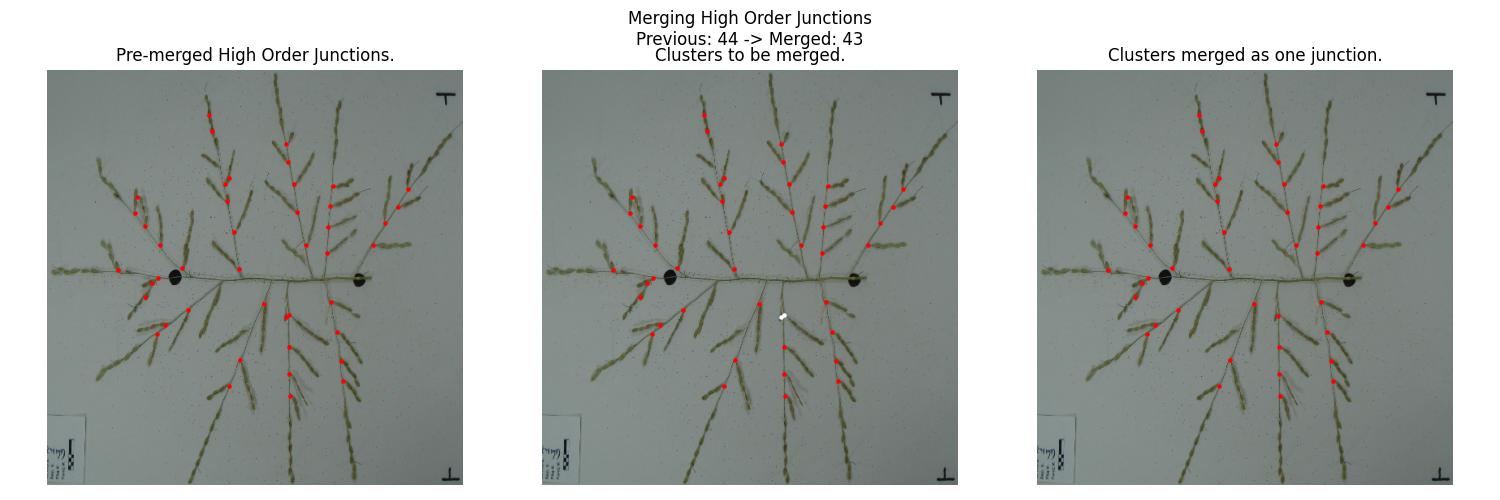 Merging High Order Junctions
Previous: 44 -> Merged: 43
Pre-merged High Order Junctions.
Clusters to be merged.
Clusters merged as one junction.